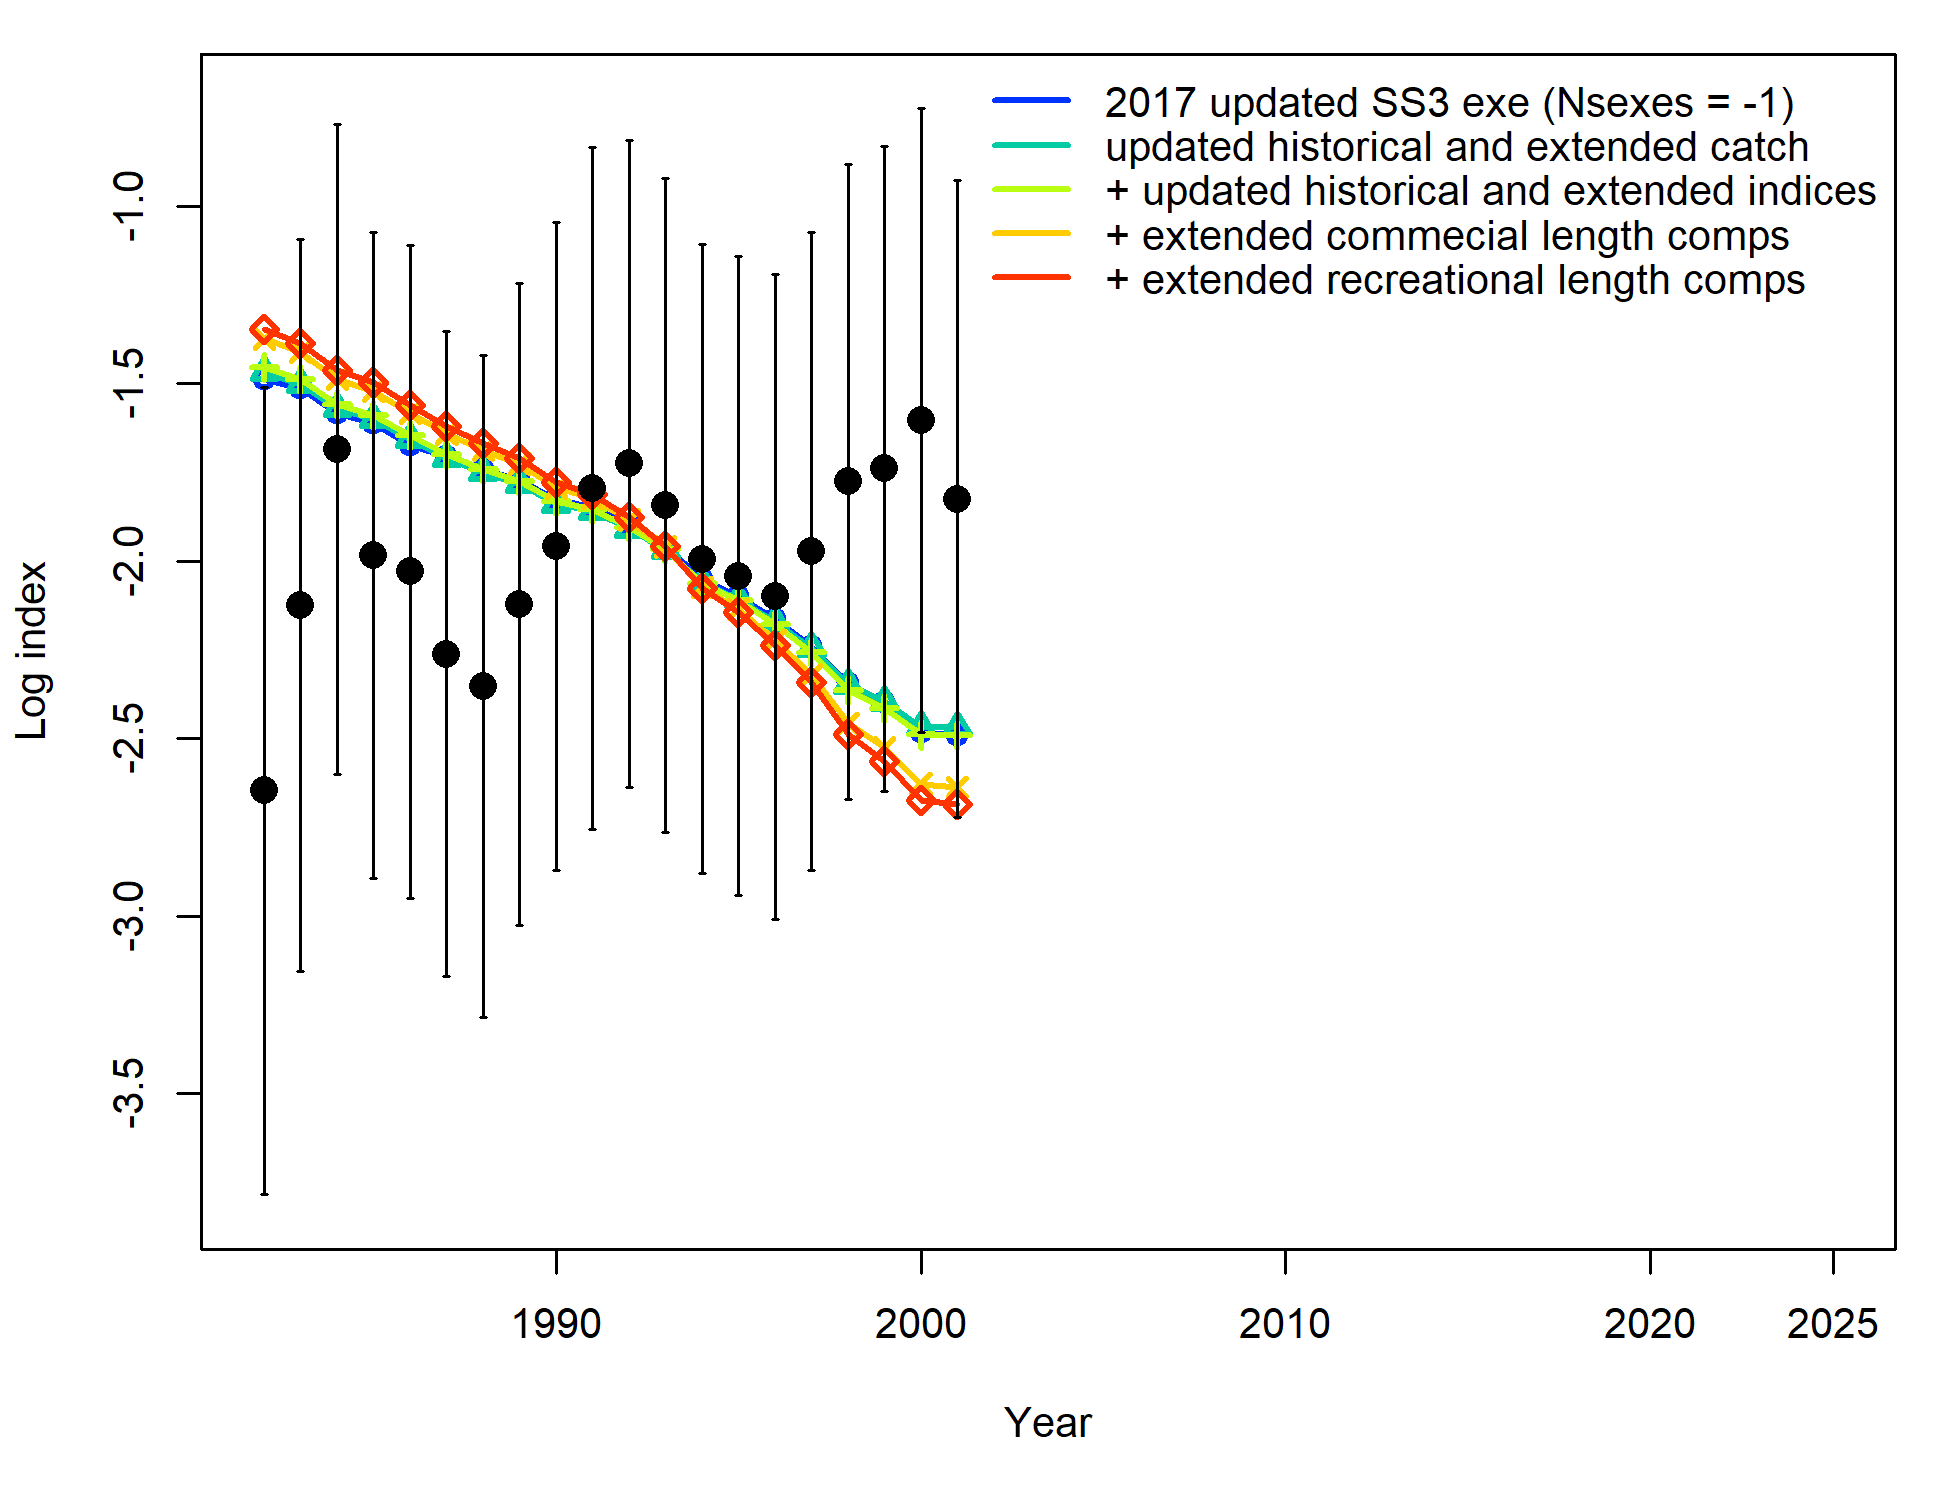 2017 updated SS3 exe (Nsexes = -1)
updated historical and extended catch
+ updated historical and extended indices
+ extended commecial length comps
+ extended recreational length comps
Log index
-1.0
-1.5
-2.0
-2.5
-3.0
-3.5
1990 2000 2010 2020 2025
Year